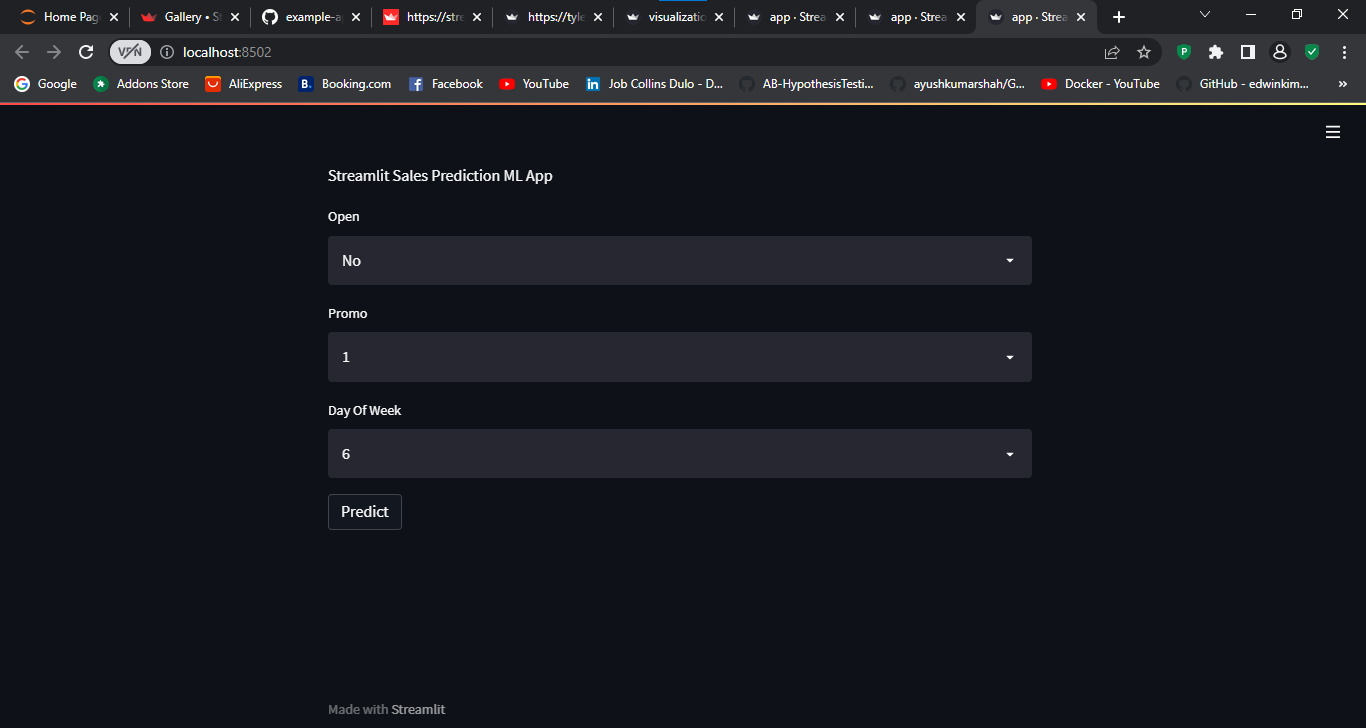 Home Pag Gallery • St example-a https://stre https://tyle visualizatio app · Strea app · Strea app · Strea
VPN localhost:8502
Google Addons Store AliExpress B. Booking.com Facebook YouTube in Job Collins Dulo - D... AB-HypothesisTesti... ayushkumarshah/G... Docker - YouTube GitHub - edwinkim... »
Streamlit Sales Prediction ML App
Open
No
Promo
1
Day Of Week
6
Predict
Made with Streamlit